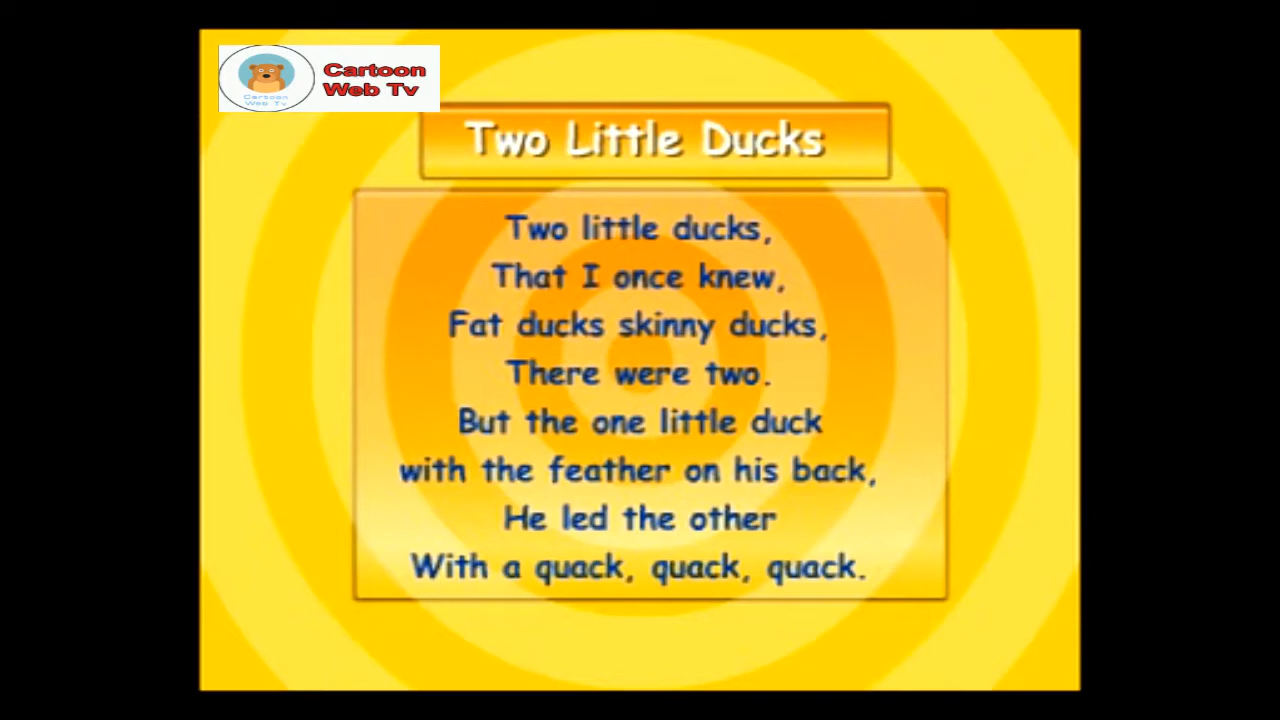 Cartoon
Web Tv
Cartoon
Web Tv
Two Little Ducks
Two little ducks,
That I once knew,
Fat ducks skinny ducks,
There were two.
But the one little duck
with the feather on his back,
He led the other
With a quack, quack, quack.